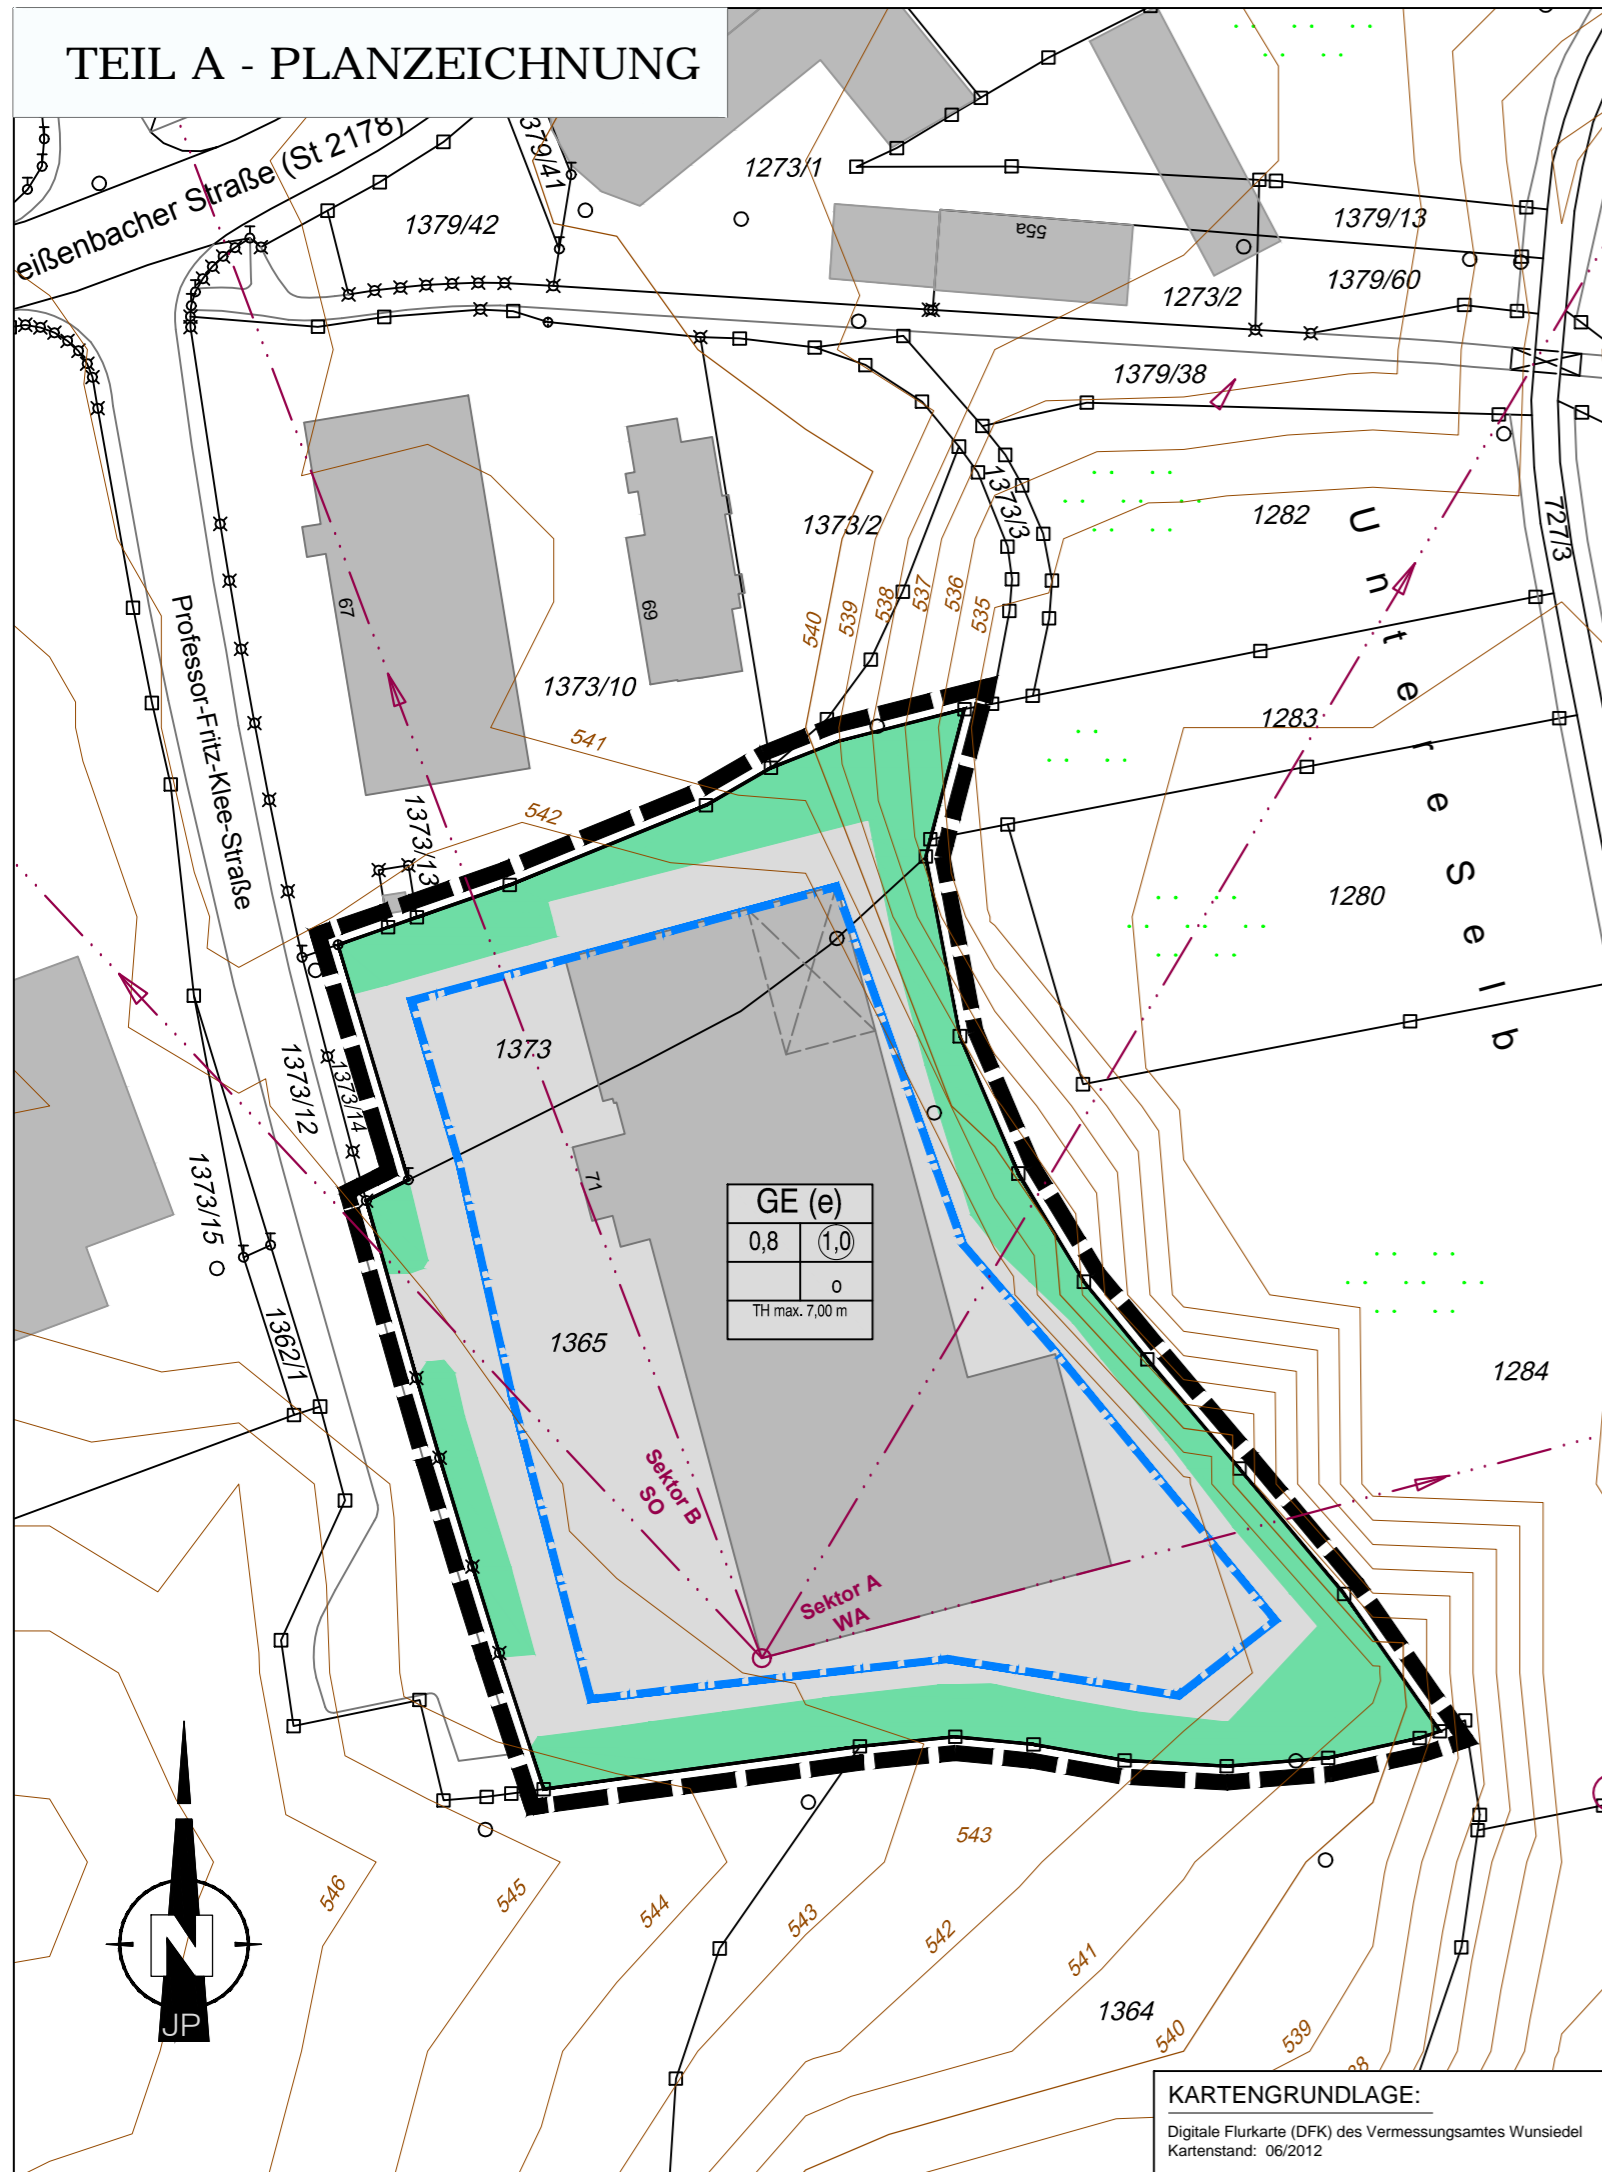 TEIL A - PLANZEICHNUNG
eißenbacher Straße (St 2178)
1379/41
1273/1
1379/42
55a
1379/13
1273/2
1379/60
1379/38
1373/2
1373/3
1282
727/3
Untere Selb
67
69
Professor-Fritz-Klee-Straße
540
539
538
537
536
535
1373/10
541
1283
542
1373/13
1280
1373
1373/12
1373/14
1373/15
71
GE (e)
0,8
1,0
o
TH max. 7,00 m
1362/1
1365
1284
Sektor B
SO
Sektor A
WA
543
546
545
544
543
542
541
540
539
38
1364
N
JP
KARTENGRUNDLAGE:
Digitale Flurkarte (DFK) des Vermessungsamtes Wunsiedel
Kartenstand: 06/2012